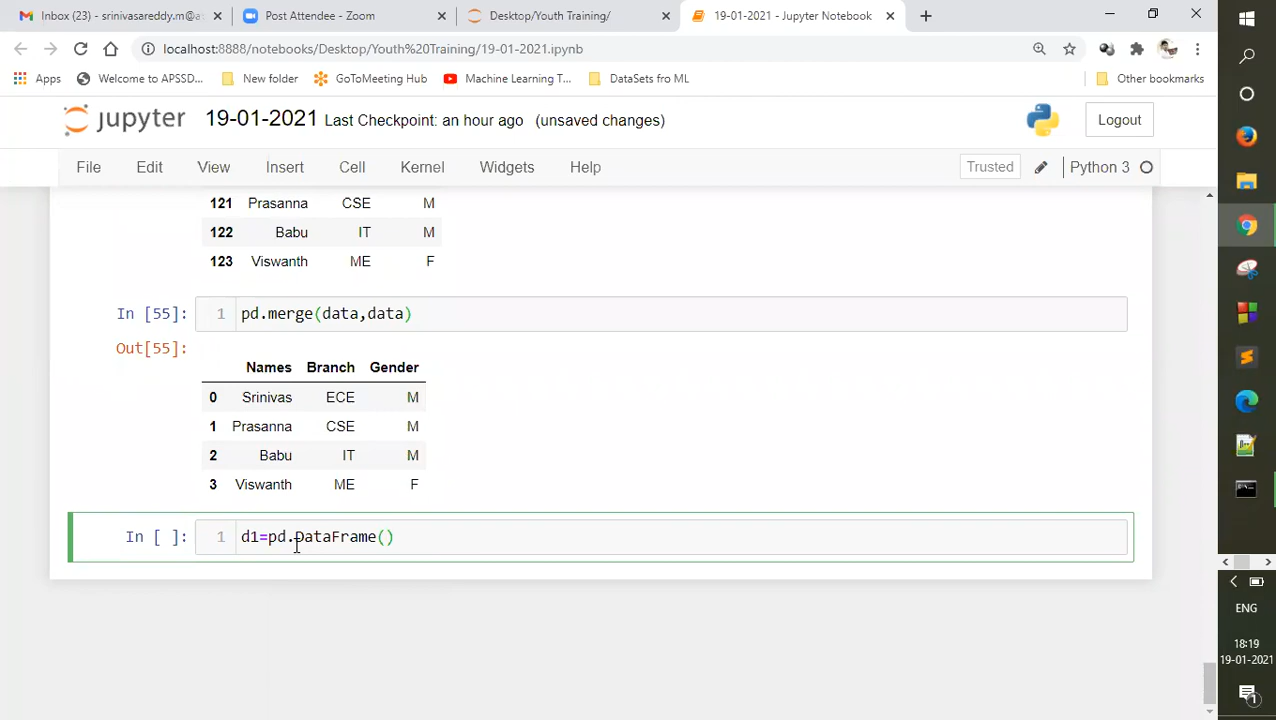 Inbox (23) - srinivasareddy.m@a
Post Attendee - Zoom
Desktop/Youth Training/
19-01-2021 - Jupyter Notebook
localhost:8888/notebooks/Desktop/Youth%20Training/19-01-2021.ipynb
Apps
Welcome to APSSD...
New folder
GoToMeeting Hub
Machine Learning T...
DataSets fro ML
Other bookmarks
jupyter 19-01-2021 Last Checkpoint: an hour ago (unsaved changes)
Logout
File Edit View Insert Cell Kernel Widgets Help
Trusted
Python 3
121 Prasanna CSE M
122 Babu IT M
123 Viswanth ME F
In [55]: 1 pd.merge(data,data)
Out[55]:
Names Branch Gender
0 Srinivas ECE M
1 Prasanna CSE M
2 Babu IT M
3 Viswanth ME F
In [ ]: 1 d1=pd.DataFrame()
ENG
18:19
19-01-2021
1